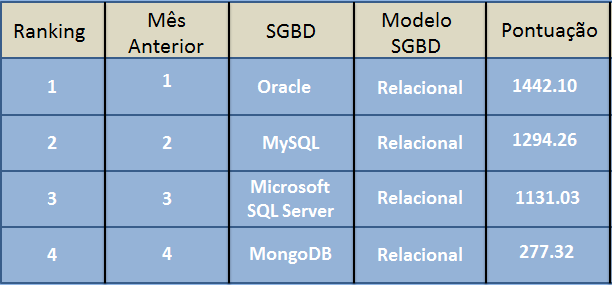 Ranking Mês Anterior SGBD Modelo SGBD Pontuação
1 1 Oracle Relacional 1442.10
2 2 MySQL Relacional 1294.26
3 3 Microsoft SQL Server Relacional 1131.03
4 4 MongoDB Relacional 277.32